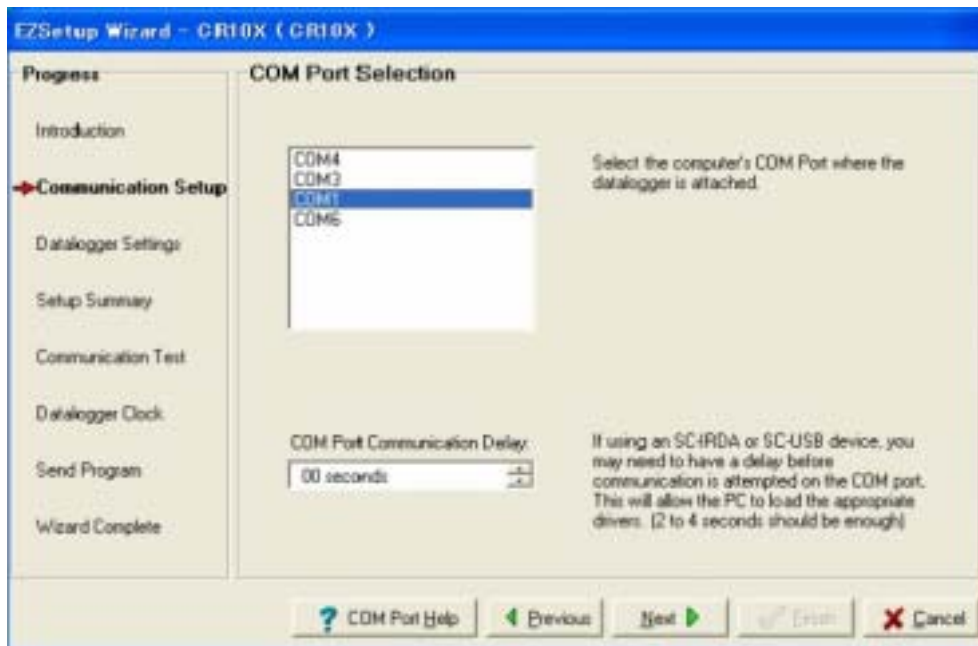 EZSetup Wizard - CR10X ( CR10X )
Progress
Introduction
Communication Setup
Datalogger Settings
Setup Summary
Communication Test
Datalogger Clock
Send Program
Wizard Complete
COM Port Selection
COM4
COM3
COM1
COM6
Select the computer's COM Port where the
datalogger is attached.
COM Port Communication Delay:
00 seconds
If using an SC-IRDA or SC-USB device, you
may need to have a delay before
communication is attempted on the COM port.
This will allow the PC to load the appropriate
drivers. (2 to 4 seconds should be enough)
? COM Port Help
Previous
Next
Finish
Cancel